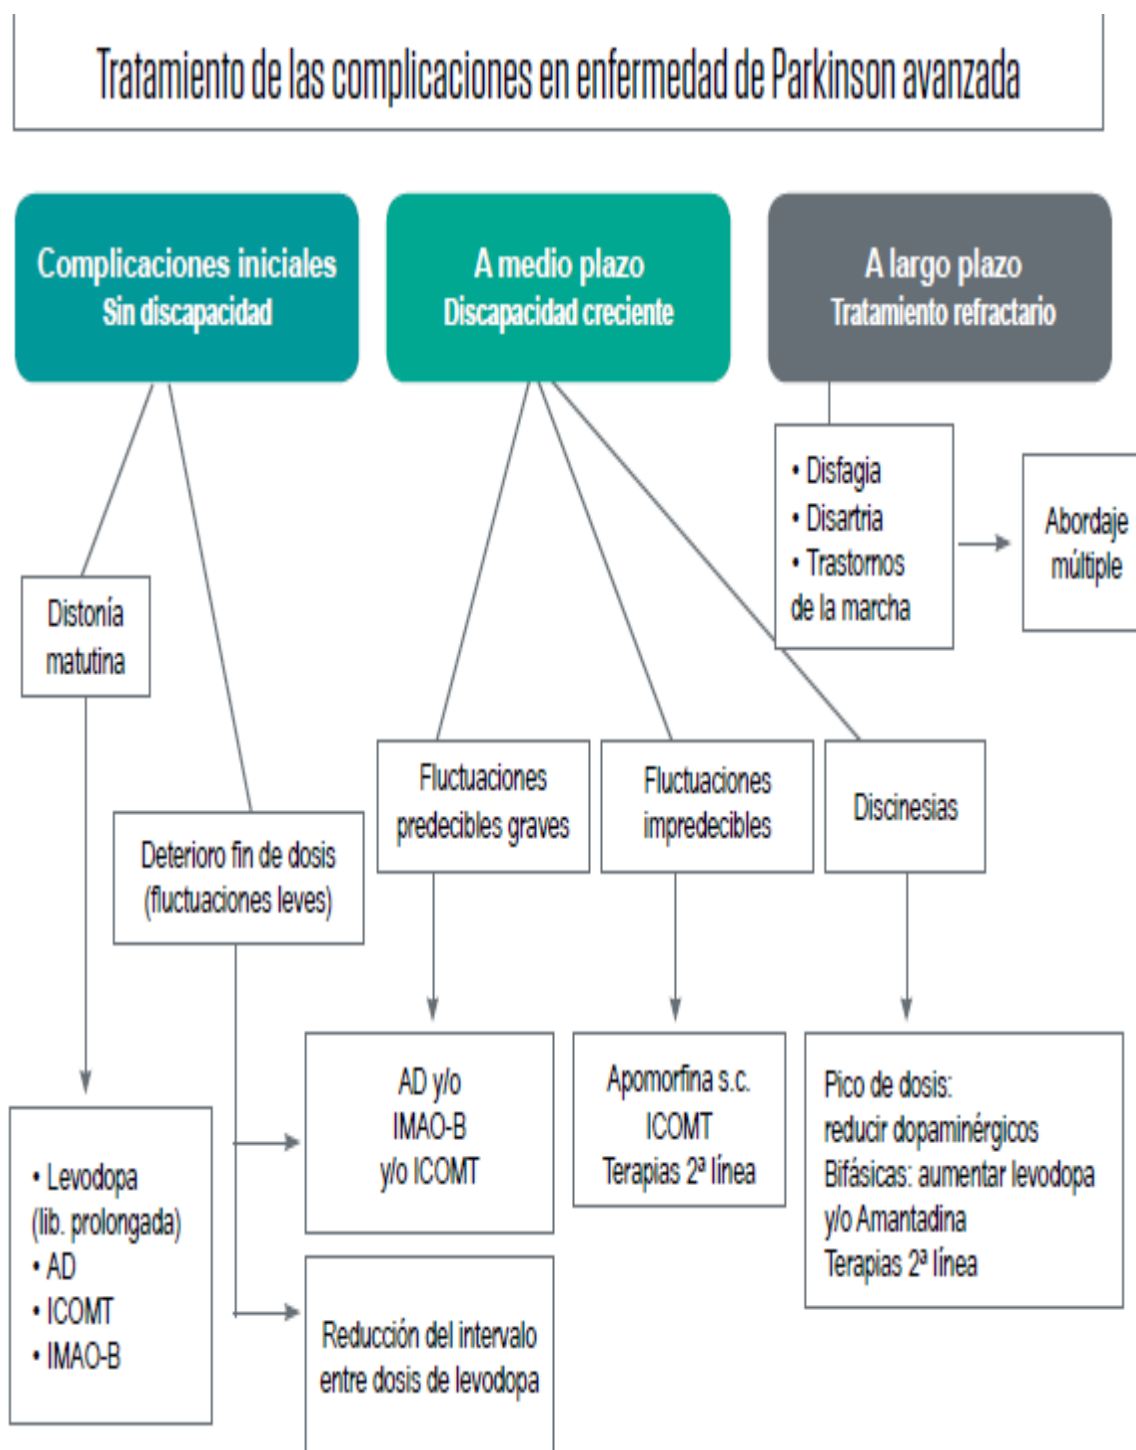 Tratamiento de las complicaciones en enfermedad de Parkinson avanzada
Complicaciones iniciales
Sin discapacidad
A medio plazo
Discapacidad creciente
A largo plazo
Tratamiento refractario
• Disfagia
• Disartria
• Trastornos
de la marcha
Abordaje
múltiple
Distonía
matutina
Deterioro fin de dosis
(fluctuaciones leves)
Fluctuaciones
predecibles graves
Fluctuaciones
impredecibles
Discinesias
• Levodopa
(lib. prolongada)
• AD
• ICOMT
• IMAO-B
AD y/o
IMAO-B
y/o ICOMT
Reducción del intervalo
entre dosis de levodopa
Apomorfina s.c.
ICOMT
Terapias 2ª línea
Pico de dosis:
reducir dopaminérgicos
Bifásicas: aumentar levodopa
y/o Amantadina
Terapias 2ª línea